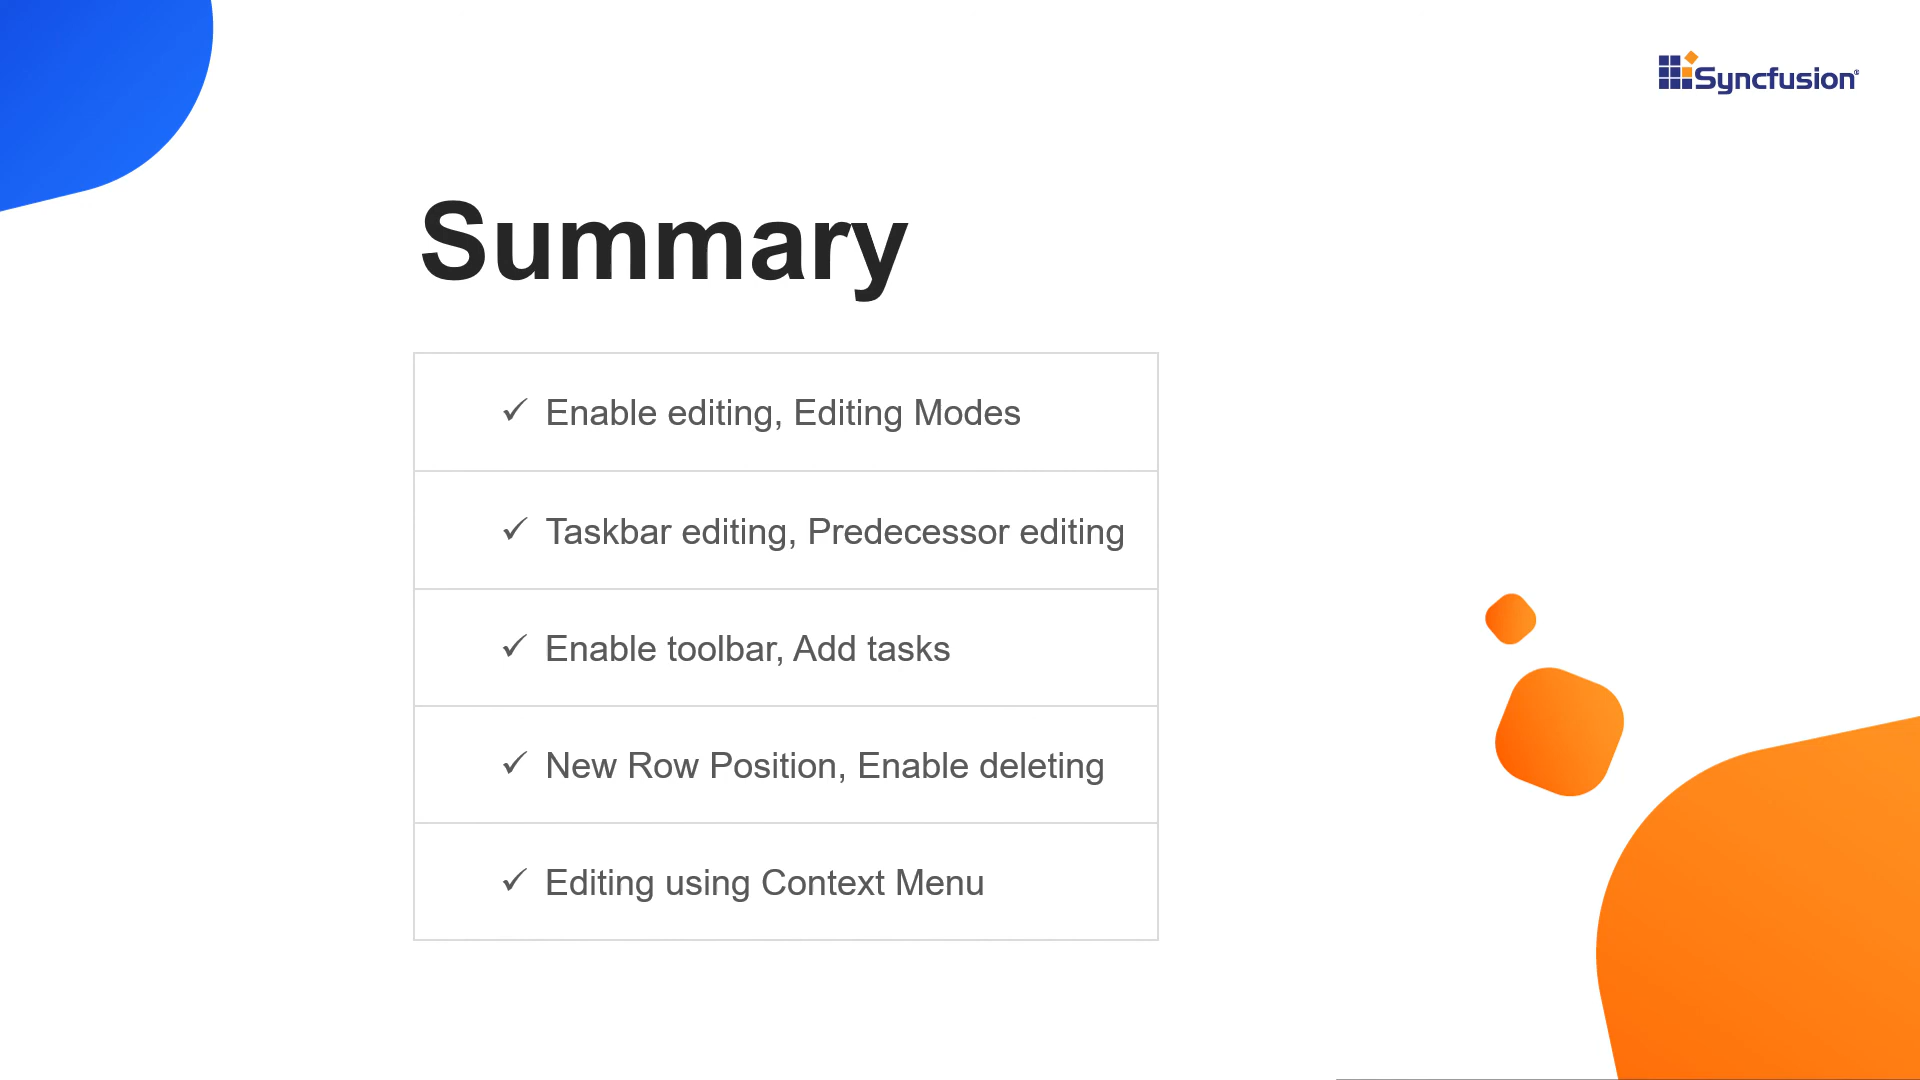 Syncfusion®
Summary
✓ Enable editing, Editing Modes
✓ Taskbar editing, Predecessor editing
✓ Enable toolbar, Add tasks
✓ New Row Position, Enable deleting
✓ Editing using Context Menu